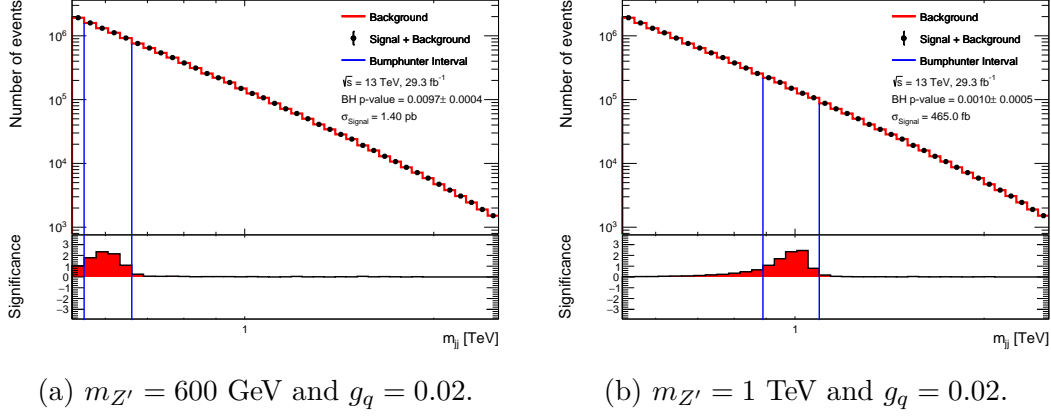 Number of events
10^6
10^5
10^4
10^3
Background
Signal + Background
Bumphunter Interval
√s = 13 TeV, 29.3 fb^-1
BH p-value = 0.0097± 0.0004
σ_Signal = 1.40 pb
Significance
3
2
1
0
−1
−2
−3
1
m_jj [TeV]
(a) m_Z′ = 600 GeV and g_q = 0.02.
Number of events
10^6
10^5
10^4
10^3
Background
Signal + Background
Bumphunter Interval
√s = 13 TeV, 29.3 fb^-1
BH p-value = 0.0010± 0.0005
σ_Signal = 465.0 fb
Significance
3
2
1
0
−1
−2
−3
1
m_jj [TeV]
(b) m_Z′ = 1 TeV and g_q = 0.02.